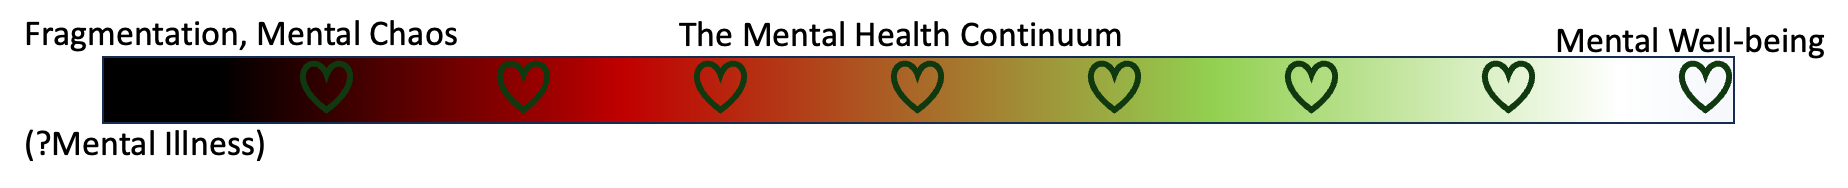 Fragmentation, Mental Chaos
The Mental Health Continuum
Mental Well-being
(?Mental Illness)